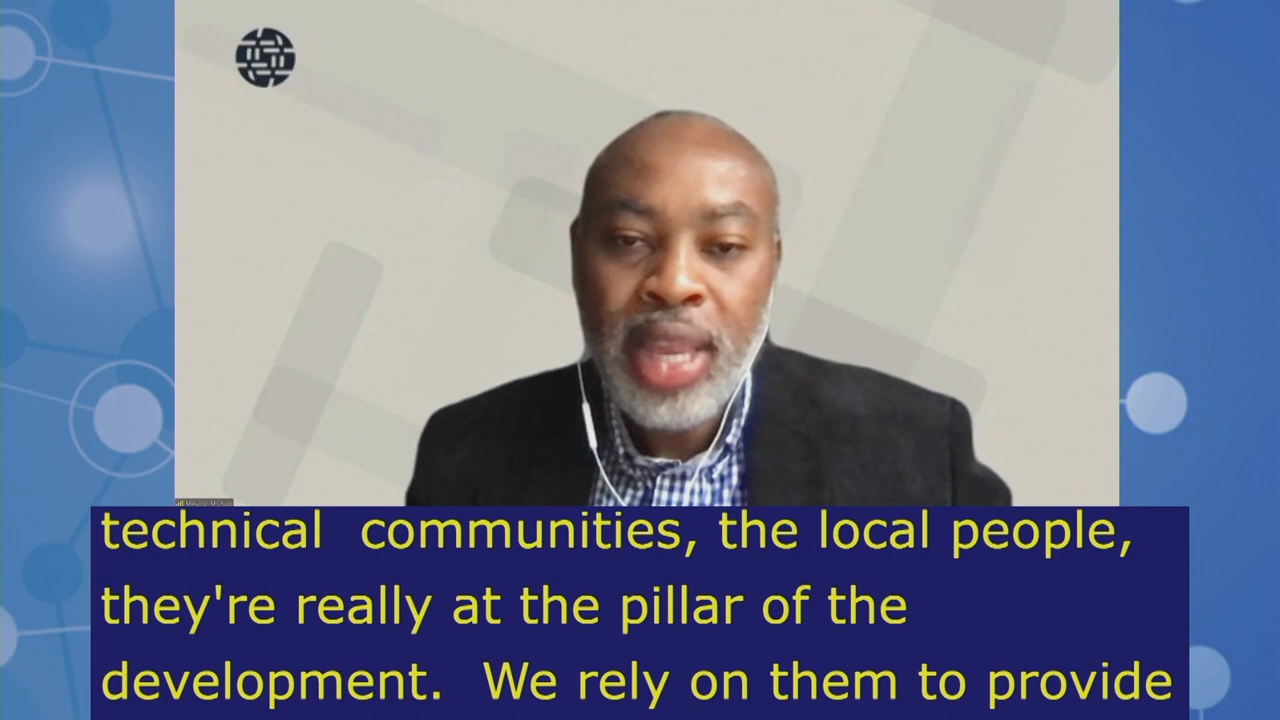 technical communities, the local people,
they're really at the pillar of the
development. We rely on them to provide